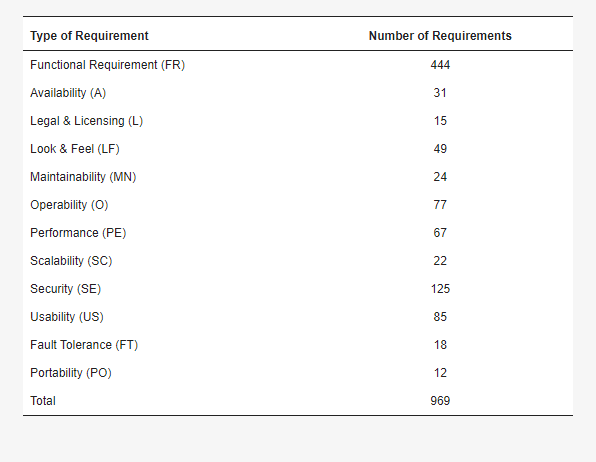 Type of Requirement Number of Requirements
Functional Requirement (FR) 444
Availability (A) 31
Legal & Licensing (L) 15
Look & Feel (LF) 49
Maintainability (MN) 24
Operability (O) 77
Performance (PE) 67
Scalability (SC) 22
Security (SE) 125
Usability (US) 85
Fault Tolerance (FT) 18
Portability (PO) 12
Total 969